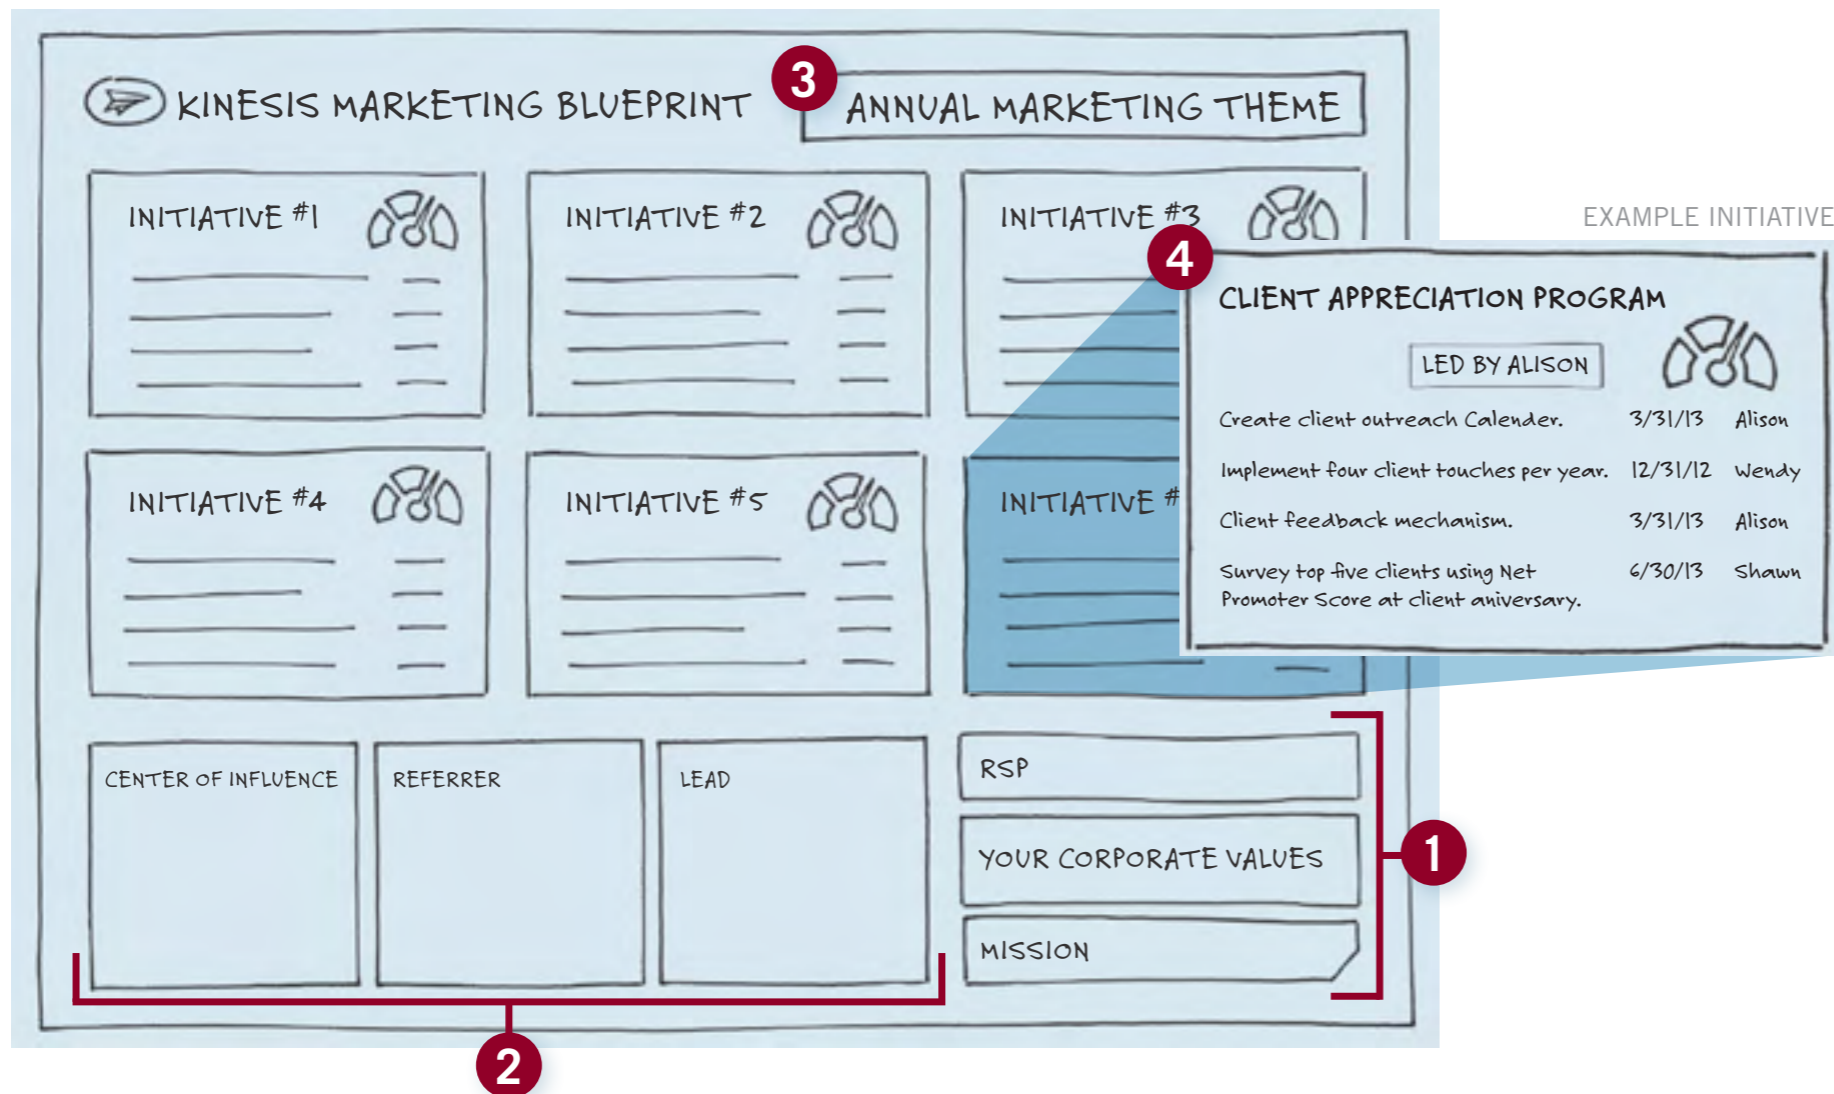 KINESIS MARKETING BLUEPRINT
3
ANNUAL MARKETING THEME
INITIATIVE #1
INITIATIVE #2
INITIATIVE #3
EXAMPLE INITIATIVE
4
CLIENT APPRECIATION PROGRAM
LED BY ALISON
Create client outreach Calender. 3/31/13 Alison
Implement four client touches per year. 12/31/12 Wendy
Client feedback mechanism. 3/31/13 Alison
Survey top five clients using Net 6/30/13 Shawn
Promoter Score at client aniversary.
INITIATIVE #4
INITIATIVE #5
INITIATIVE #
CENTER OF INFLUENCE
REFERRER
LEAD
RSP
YOUR CORPORATE VALUES
MISSION
1
2